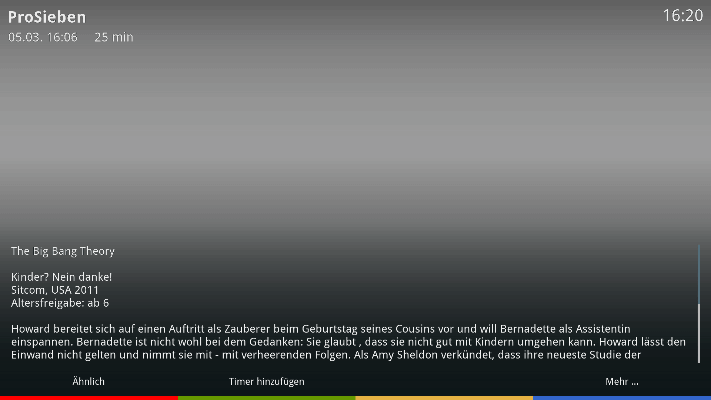 ProSieben
16:20
05.03. 16:06 25 min
The Big Bang Theory
Kinder? Nein danke!
Sitcom, USA 2011
Altersfreigabe: ab 6
Howard bereitet sich auf einen Auftritt als Zauberer beim Geburtstag seines Cousins vor und will Bernadette als Assistentin
einspannen. Bernadette ist nicht wohl bei dem Gedanken: Sie glaubt , dass sie nicht gut mit Kindern umgehen kann. Howard lässt den
Einwand nicht gelten und nimmt sie mit - mit verheerenden Folgen. Als Amy Sheldon verkündet, dass ihre neueste Studie der
Ähnlich Timer hinzufügen Mehr ...